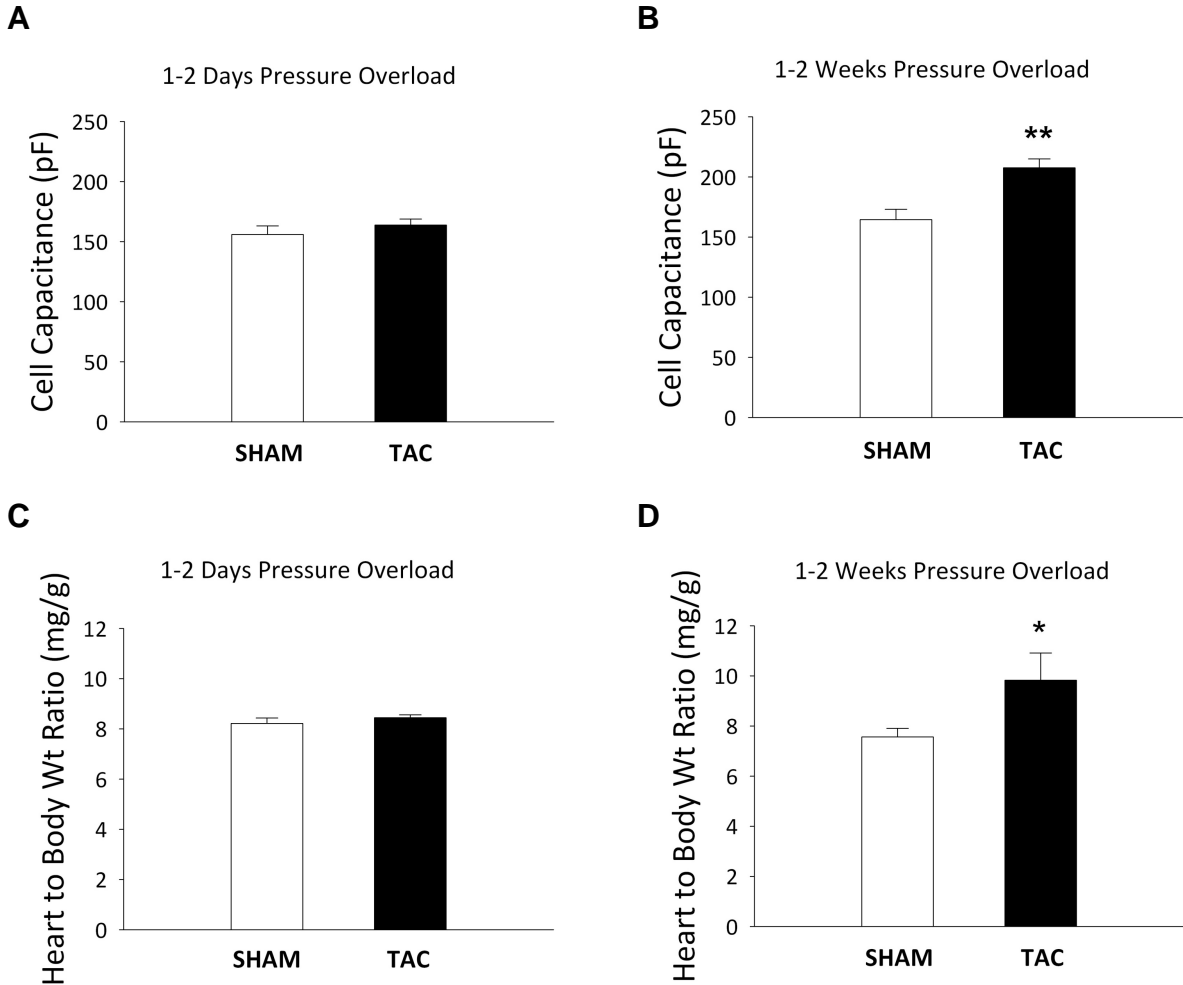 A
1-2 Days Pressure Overload
Cell Capacitance (pF)
250
200
150
100
50
0
SHAM TAC
B
1-2 Weeks Pressure Overload
Cell Capacitance (pF)
250
200
150
100
50
0
**
SHAM TAC
C
1-2 Days Pressure Overload
Heart to Body Wt Ratio (mg/g)
12
10
8
6
4
2
0
SHAM TAC
D
1-2 Weeks Pressure Overload
Heart to Body Wt Ratio (mg/g)
12
10
8
6
4
2
0
*
SHAM TAC